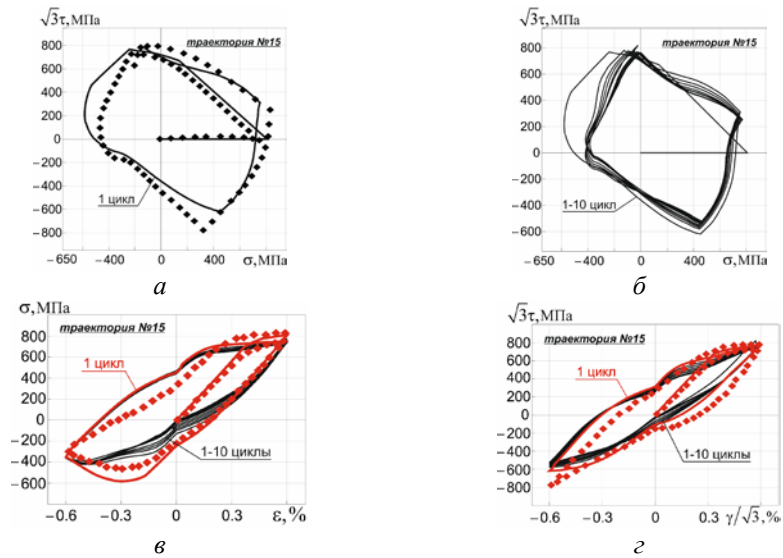 √3τ, МПа
траектория №15
800
600
400
200
0
−200
−400
−600
−800
1 цикл
−650
−400
0
400
σ, МПа
а
√3τ, МПа
траектория №15
800
600
400
200
0
−200
−400
−600
−800
1-10 цикл
−650
−400
0
400
σ, МПа
б
σ, МПа
траектория №15
800
600
400
200
0
−200
−400
−600
−800
1 цикл
1-10 циклы
−0.6
−0.3
0
0.3
ε, %
в
√3τ, МПа
траектория №15
800
600
400
200
0
−200
−400
−600
800
1 цикл
1-10 циклы
−0.6
−0.3
0
0.3
γ/√3, %
г